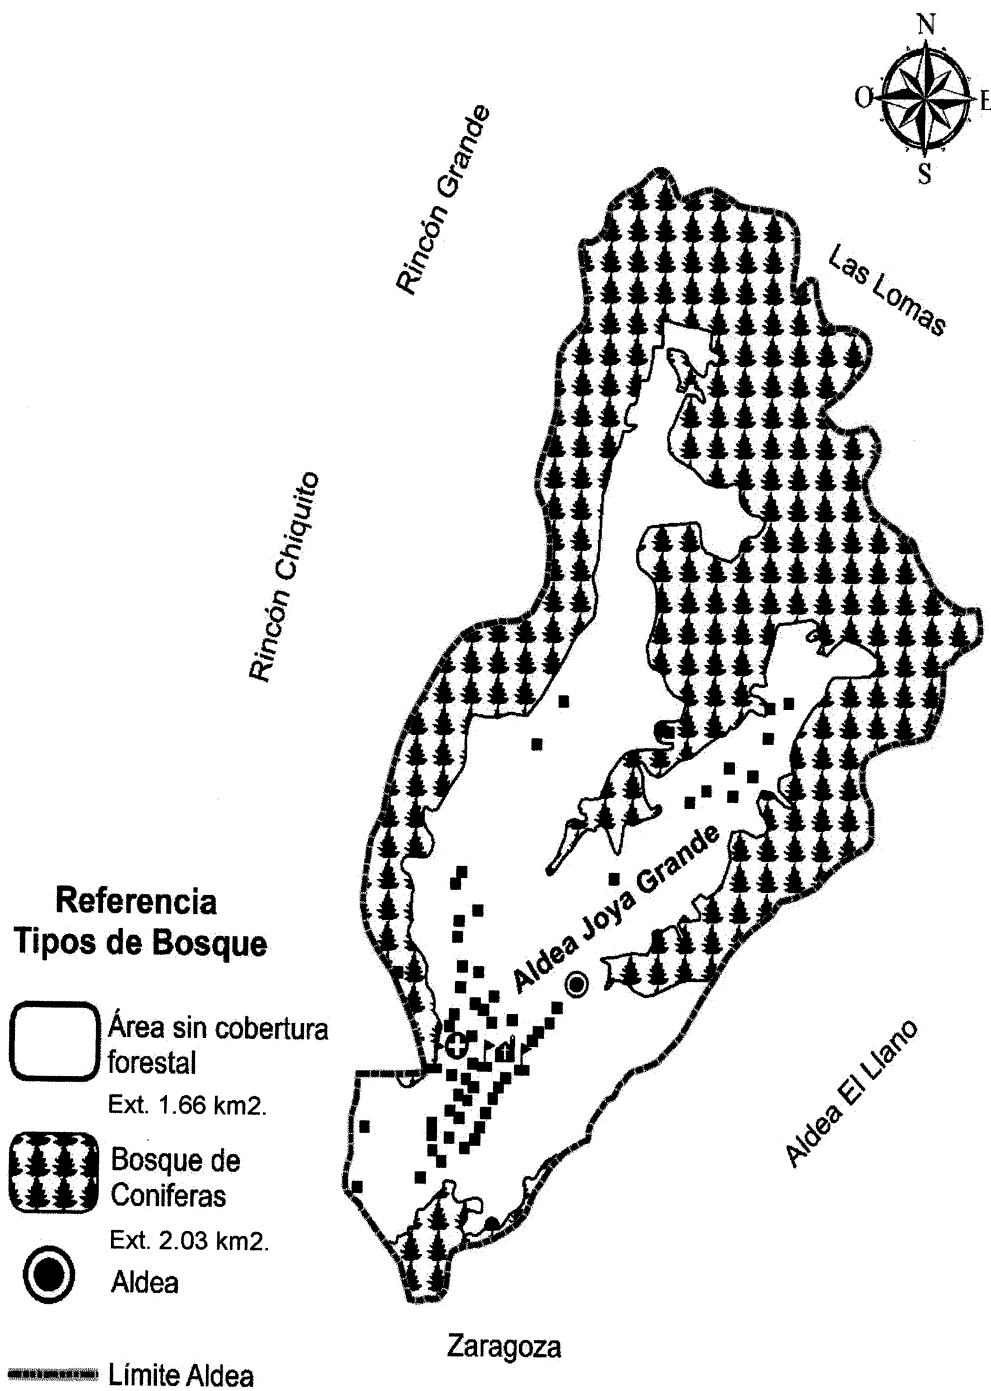 N
O
E
S
Rincón Grande
Las Lomas
Rincón Chiquito
Aldea Joya Grande
Aldea El Llano
Referencia
Tipos de Bosque
Área sin cobertura
forestal
Ext. 1.66 km2.
Bosque de
Coniferas
Ext. 2.03 km2.
Aldea
Límite Aldea
Zaragoza